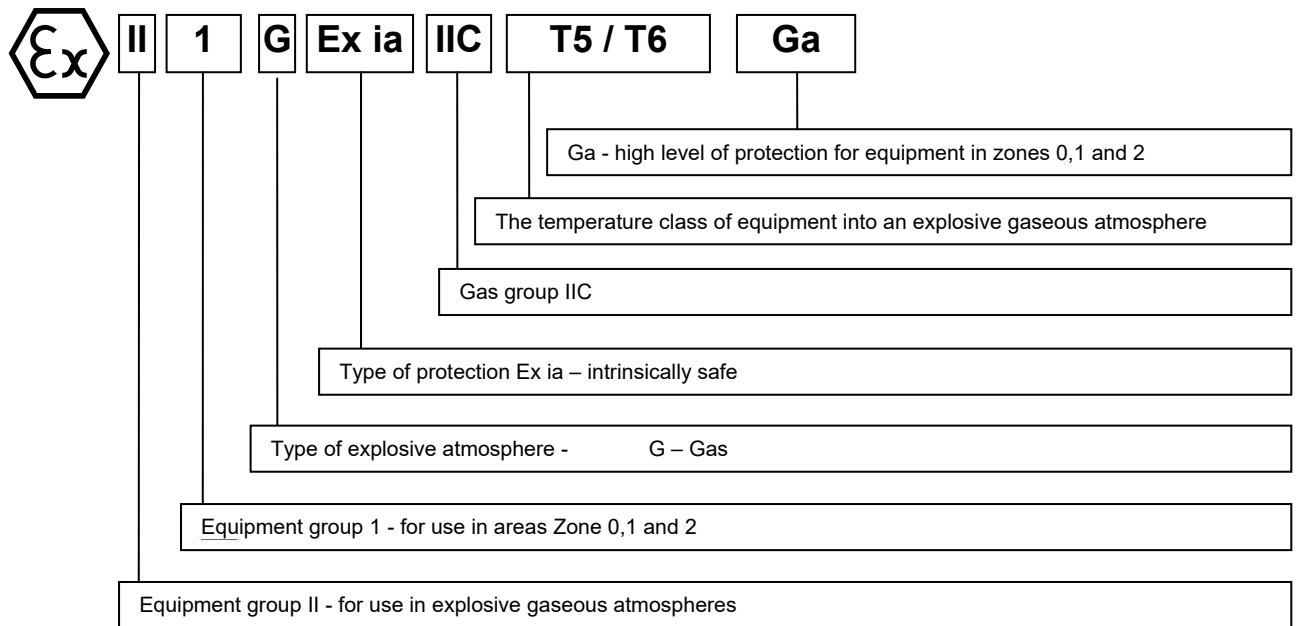 Ex II 1 G Ex ia IIC T5 / T6 Ga
Ga - high level of protection for equipment in zones 0,1 and 2
The temperature class of equipment into an explosive gaseous atmosphere
Gas group IIC
Type of protection Ex ia – intrinsically safe
Type of explosive atmosphere - G – Gas
Equipment group 1 - for use in areas Zone 0,1 and 2
Equipment group II - for use in explosive gaseous atmospheres